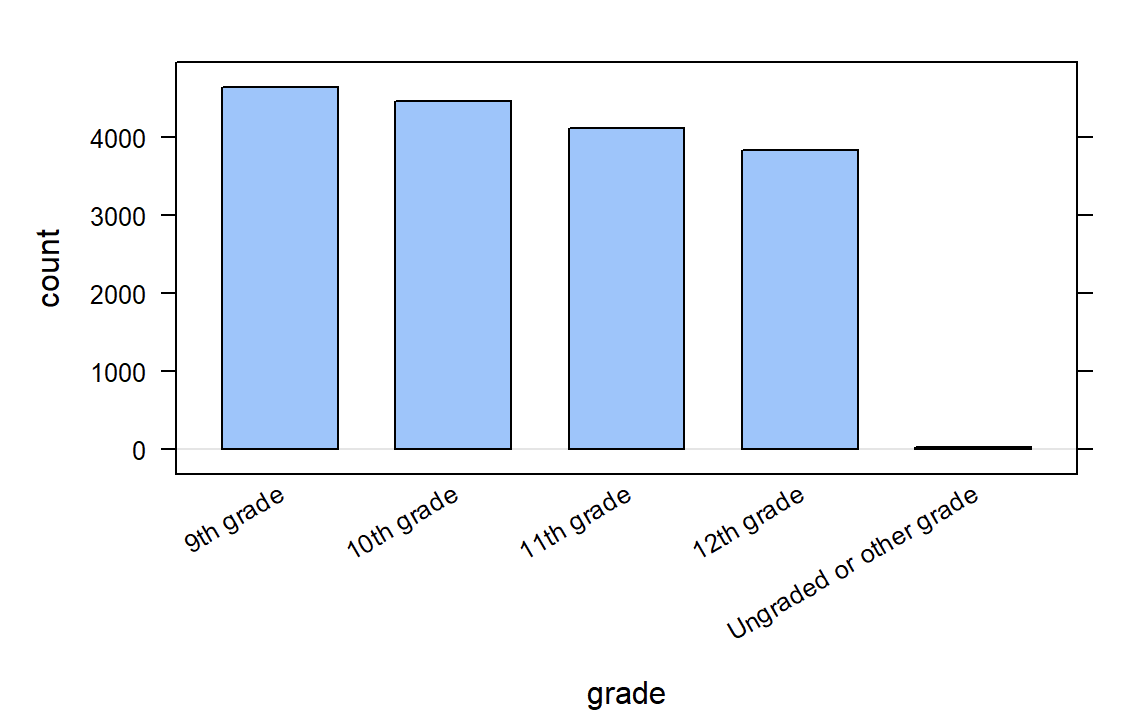 4000
3000
2000
1000
0
count
9th grade
10th grade
11th grade
12th grade
Ungraded or other grade
grade